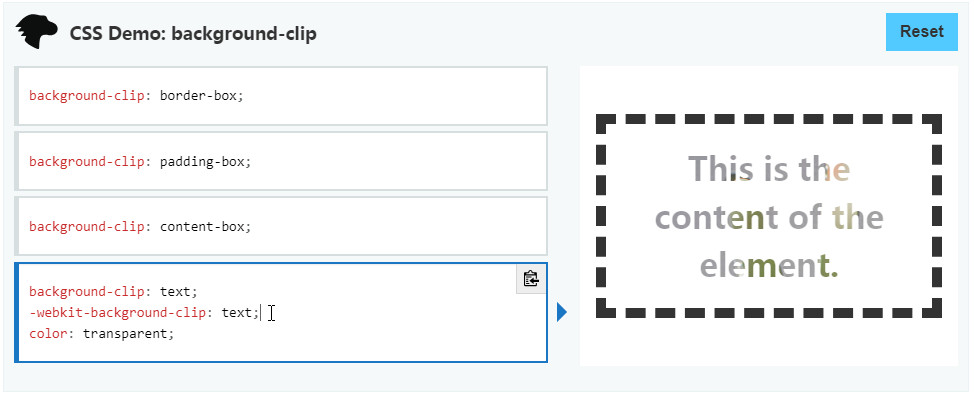 CSS Demo: background-clip
Reset
background-clip: border-box;
background-clip: padding-box;
background-clip: content-box;
background-clip: text;
-webkit-background-clip: text;
color: transparent;
This is the
content of the
element.